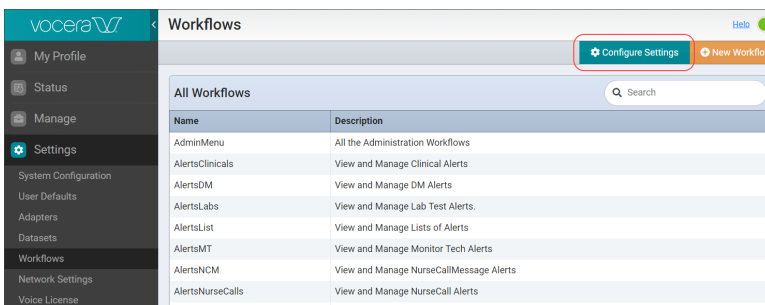 vocera
Workflows
Help
My Profile
Configure Settings
New Workflo
Status
All Workflows
Search
Manage
Name Description
Settings
AdminMenu All the Administration Workflows
AlertsClinicals View and Manage Clinical Alerts
System Configuration
AlertsDM View and Manage DM Alerts
User Defaults
AlertsLabs View and Manage Lab Test Alerts.
Adapters
AlertsList View and Manage Lists of Alerts
Datasets
AlertsMT View and Manage Monitor Tech Alerts
Workflows
AlertsNCM View and Manage NurseCallMessage Alerts
Network Settings
AlertsNurseCalls View and Manage NurseCall Alerts
Voice License